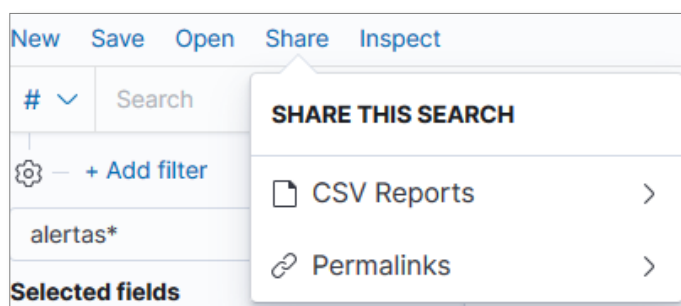 New Save Open Share Inspect
# Search
SHARE THIS SEARCH
+ Add filter
CSV Reports
alertas*
Permalinks
Selected fields